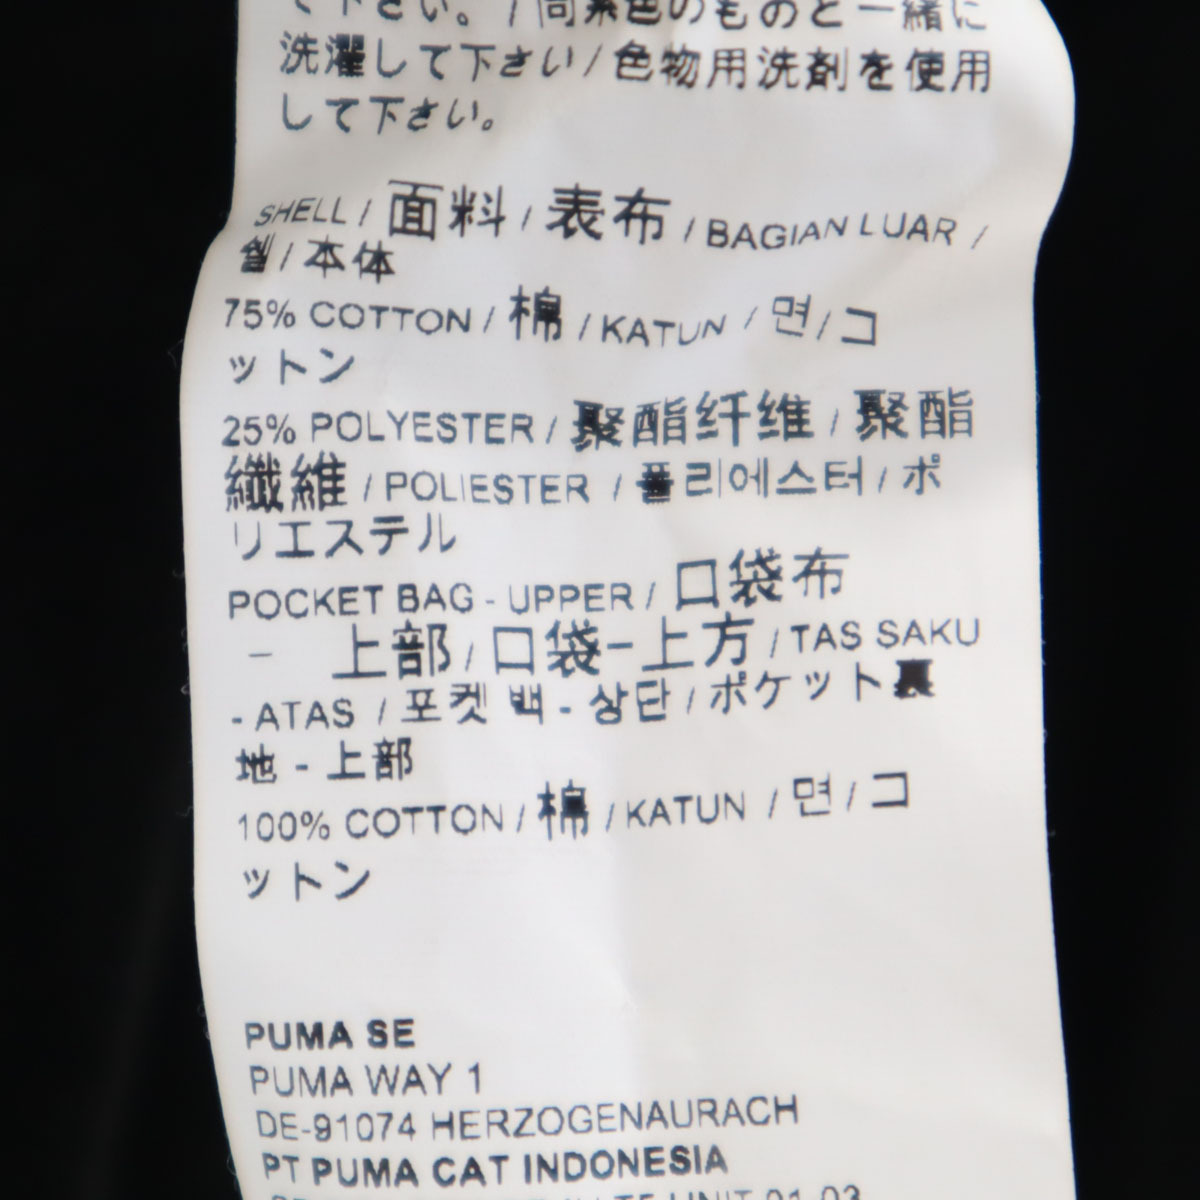 て下さい。/同系色のものと一緒に
洗濯して下さい/色物用洗剤を使用
して下さい。
SHELL / 面料 / 表布 / BAGIAN LUAR /
쉘 / 本体
75% COTTON / 棉 / KATUN / 면 / コ
ットン
25% POLYESTER / 聚酯纤维 / 聚酯
纖維 / POLIESTER / 폴리에스터 / ポ
リエステル
POCKET BAG - UPPER / 口袋布
- 上部 / 口袋-上方 / TAS SAKU
- ATAS / 포켓 백 - 상단 / ポケット裏
地 - 上部
100% COTTON / 棉 / KATUN / 면 / コ
ットン
PUMA SE
PUMA WAY 1
DE-91074 HERZOGENAURACH
PT PUMA CAT INDONESIA
UNIT 01-03